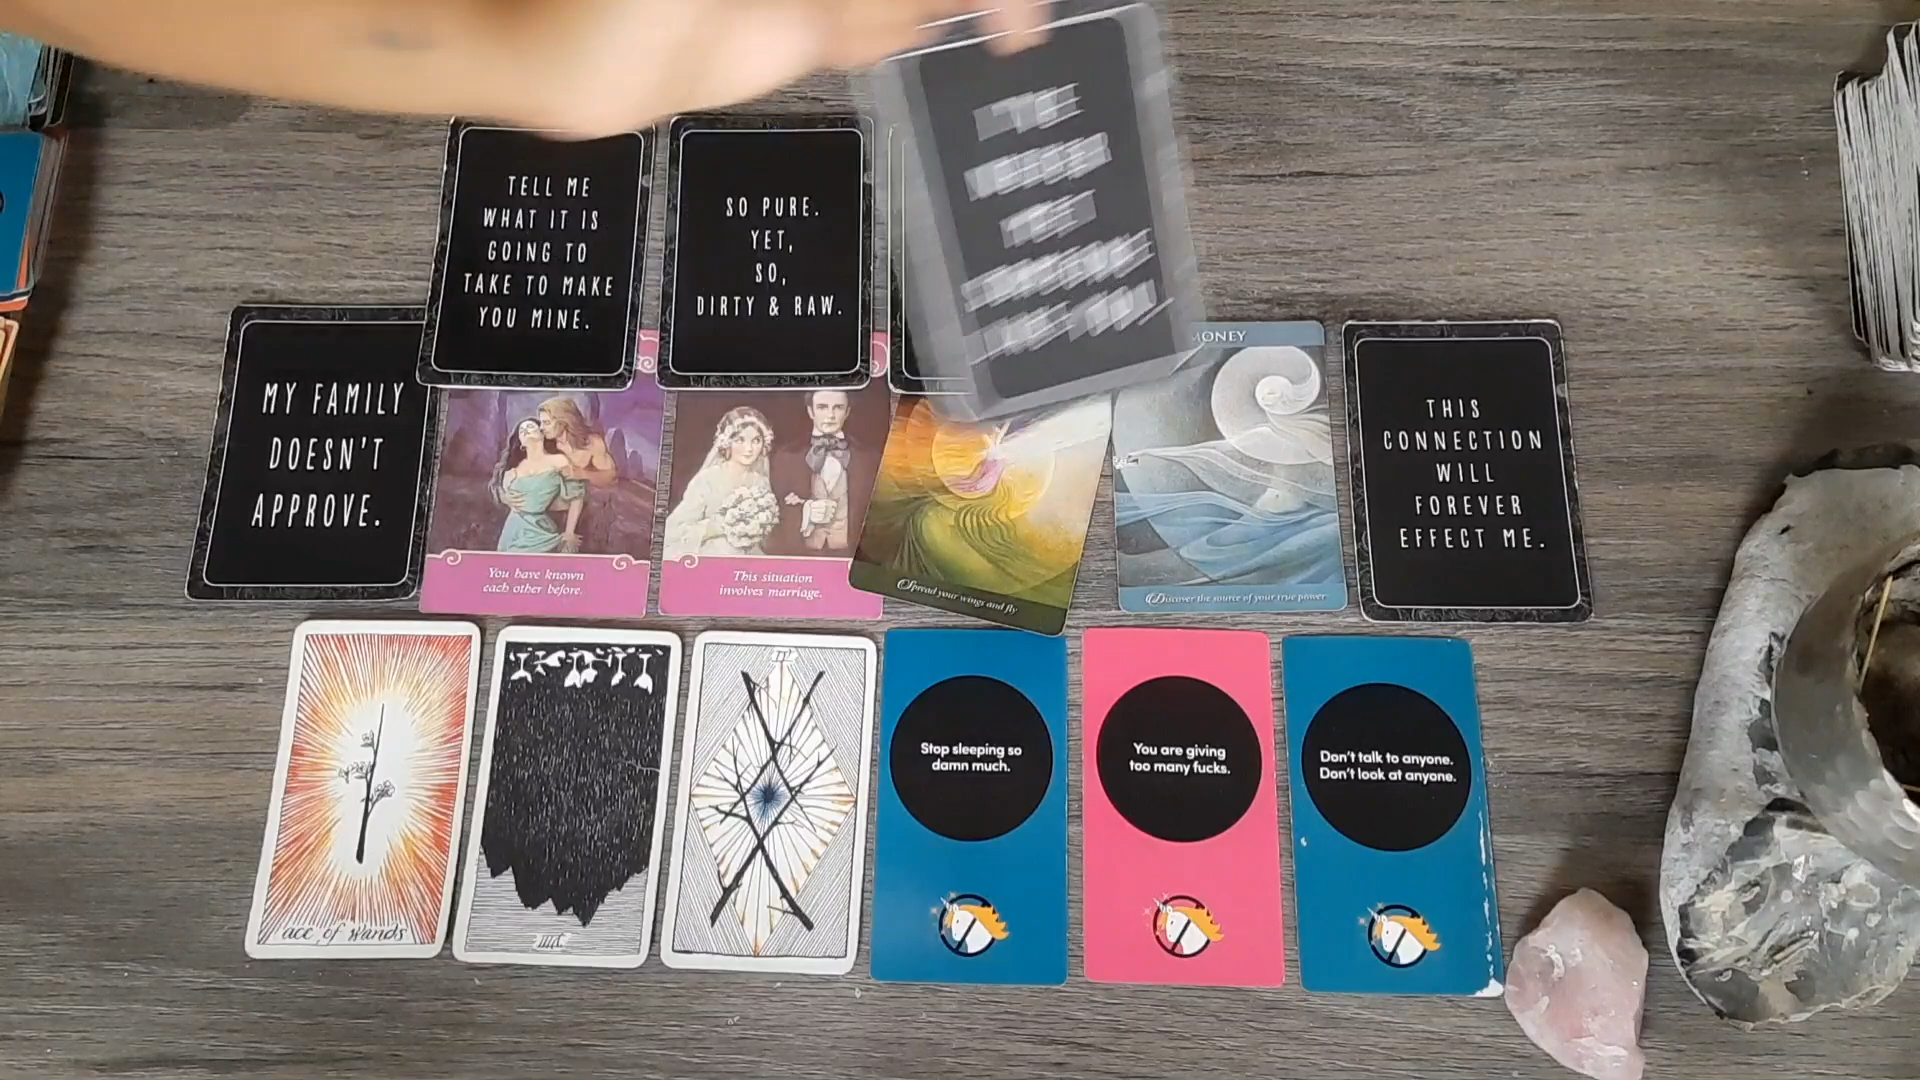 TELL ME
WHAT IT IS
GOING TO
TAKE TO MAKE
YOU MINE.
SO PURE.
YET,
SO,
DIRTY & RAW.
MY FAMILY
DOESN'T
APPROVE.
You have known
each other before.
This situation
involves marriage.
Spread your wings and fly
MONEY
Discover the source of your true power
THIS
CONNECTION
WILL
FOREVER
EFFECT ME.
ace of wands
VIII
Stop sleeping so
damn much.
You are giving
too many fucks.
Don't talk to anyone.
Don't look at anyone.